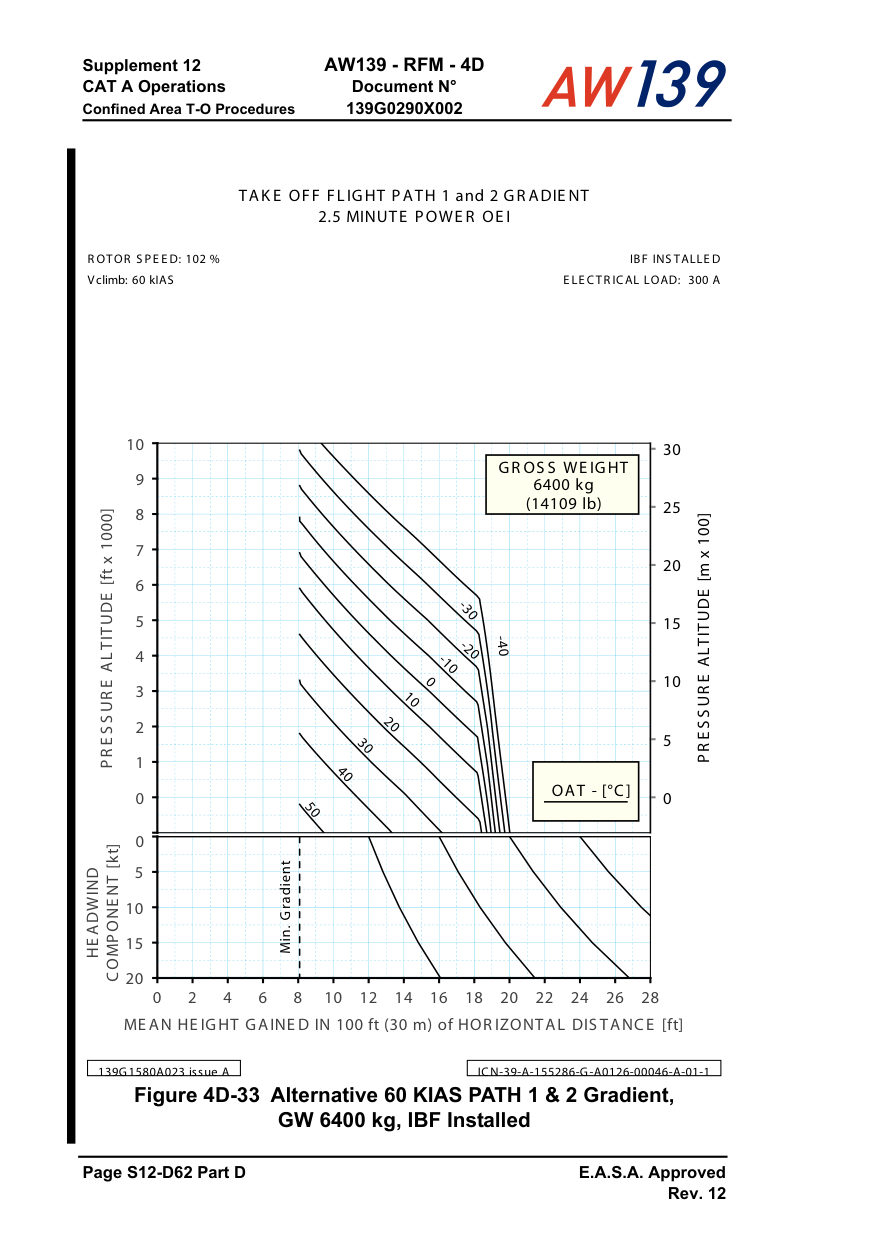 Supplement 12
CAT A Operations
Confined Area T-O Procedures
AW139 - RFM - 4D
Document N°
139G0290X002
AW139
TAKE OFF FLIGHT PATH 1 and 2 GRADIENT
2.5 MINUTE POWER OEI
ROTOR SPEED: 102 %
IBF INSTALLED
Vclimb: 60 kIAS
ELECTRICAL LOAD: 300 A
PRESSURE ALTITUDE [ft x 1000]
10
9
8
7
6
5
4
3
2
1
0
GROSS WEIGHT
6400 kg
(14109 lb)
-40
-30
-20
-10
0
10
20
30
40
50
OAT - [°C]
30
25
20
15
10
5
0
PRESSURE ALTITUDE [m x 100]
HEADWIND
COMPONENT [kt]
0
5
10
15
20
Min. Gradient
0 2 4 6 8 10 12 14 16 18 20 22 24 26 28
MEAN HEIGHT GAINED IN 100 ft (30 m) of HORIZONTAL DISTANCE [ft]
139G1580A023 issue A
ICN-39-A-155286-G-A0126-00046-A-01-1
Figure 4D-33 Alternative 60 KIAS PATH 1 & 2 Gradient,
GW 6400 kg, IBF Installed
Page S12-D62 Part D
E.A.S.A. Approved
Rev. 12